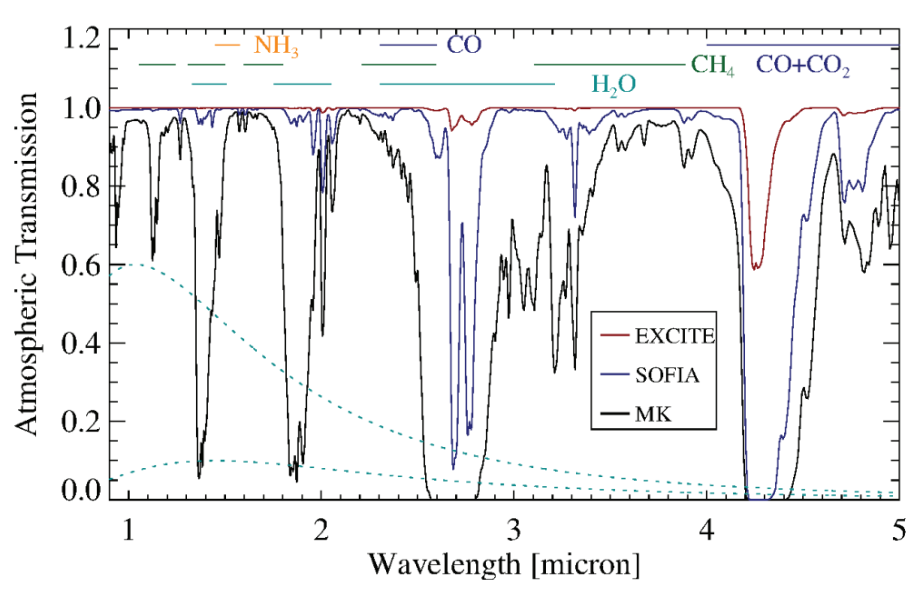 1.2
NH₃
CO
CH₄
CO+CO₂
H₂O
1.0
0.8
0.6
0.4
0.2
0.0
Atmospheric Transmission
EXCITE
SOFIA
MK
1 2 3 4 5
Wavelength [micron]